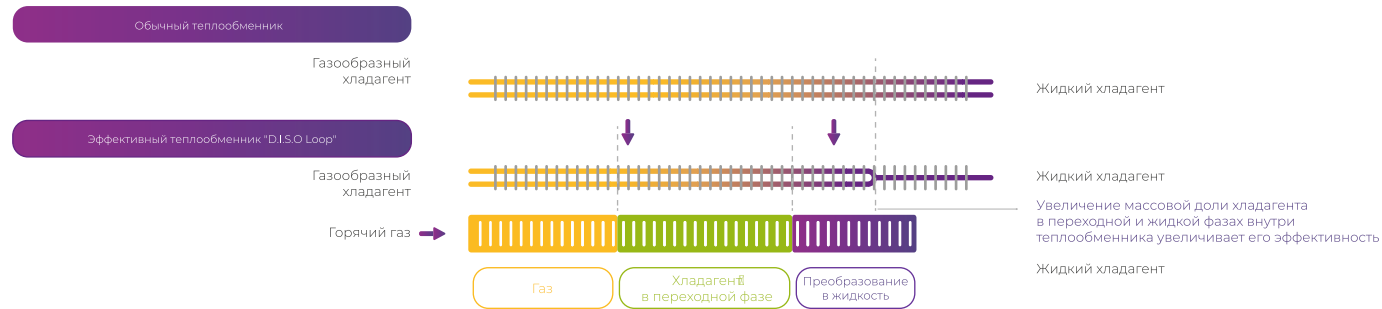 Обычный теплообменник
Газообразный
хладагент
Жидкий хладагент
Эффективный теплообменник "D.I.S.O Loop"
Газообразный
хладагент
Жидкий хладагент
Увеличение массовой доли хладагента
в переходной и жидкой фазах внутри
теплообменника увеличивает его эффективность
Горячий газ
Жидкий хладагент
Газ
Хладагент
в переходной фазе
Преобразование
в жидкость